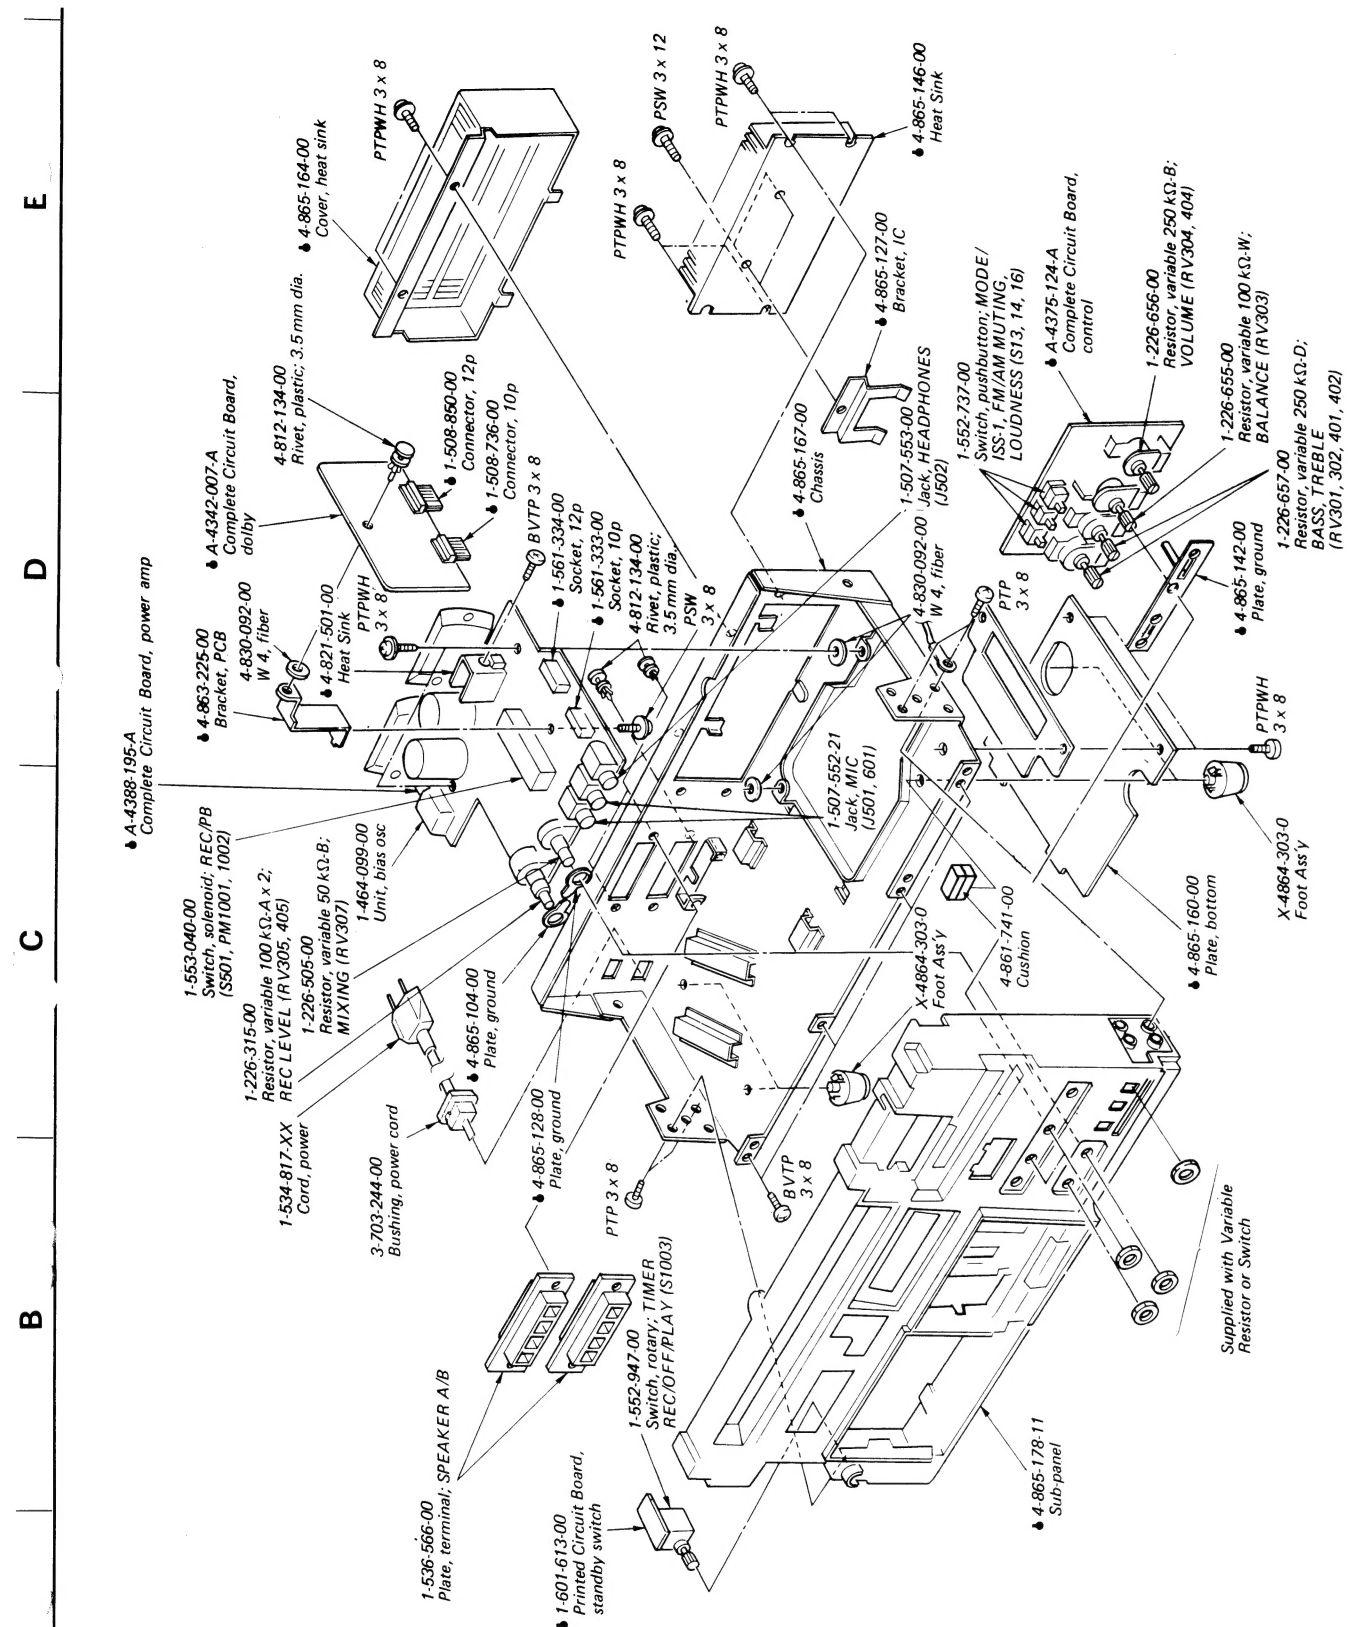 E
D
C
B
PTPWH 3 x 8
4-865-164-00
Cover, heat sink
PSW 3 x 12
PTPWH 3 x 8
PTPWH 3 x 8
4-865-146-00
Heat Sink
4-865-127-00
Bracket, IC
4-812-134-00
Rivet, plastic; 3.5 mm dia.
1-508-850-00
Connector, 12p
1-508-736-00
Connector, 10p
A-4342-007-A
Complete Circuit Board,
dolby
BVTP 3 x 8
1-561-334-00
Socket, 12p
1-561-333-00
Socket, 10p
4-812-134-00
Rivet, plastic;
3.5 mm dia.
PSW
3 x 8
4-865-167-00
Chassis
1-507-553-00
Jack, HEADPHONES
(J502)
1-552-737-00
Switch, pushbutton; MODE/
ISS-1, FM/AM MUTING,
LOUDNESS (S13, 14, 16)
A-4375-124-A
Complete Circuit Board,
control
1-226-656-00
Resistor, variable 250 kΩ-B;
VOLUME (RV304, 404)
1-226-655-00
Resistor, variable 100 kΩ-W;
BALANCE (RV303)
1-226-657-00
Resistor, variable 250 kΩ-D;
BASS, TREBLE
(RV301, 302, 401, 402)
4-865-142-00
Plate, ground
4-830-092-00
W 4, fiber
PTP
3 x 8
PTPWH
3 x 8
A-4388-195-A
Complete Circuit Board, power amp
4-863-225-00
Bracket, PCB
4-830-092-00
W 4, fiber
4-821-501-00
Heat Sink
PTPWH
3 x 8
1-553-040-00
Switch, solenoid; REC/PB
(S501, PM1001, 1002)
1-226-315-00
Resistor, variable 100 kΩ-A x 2;
REC LEVEL (RV305, 405)
1-226-505-00
Resistor, variable 50 kΩ-B;
MIXING (RV307)
1-464-099-00
Unit, bias osc
1-507-552-21
Jack, MIC
(J501, 601)
X-4864-303-0
Foot Ass'y
4-865-160-00
Plate, bottom
4-861-741-00
Cushion
X-4864-303-0
Foot Ass'y
1-534-817-XX
Cord, power
3-703-244-00
Bushing, power cord
4-865-104-00
Plate, ground
4-865-128-00
Plate, ground
PTP 3 x 8
BVTP
3 x 8
1-536-566-00
Plate, terminal; SPEAKER A/B
1-552-947-00
Switch, rotary; TIMER
REC/OFF/PLAY (S1003)
1-601-613-00
Printed Circuit Board,
standby switch
4-865-178-11
Sub-panel
Supplied with Variable
Resistor or Switch